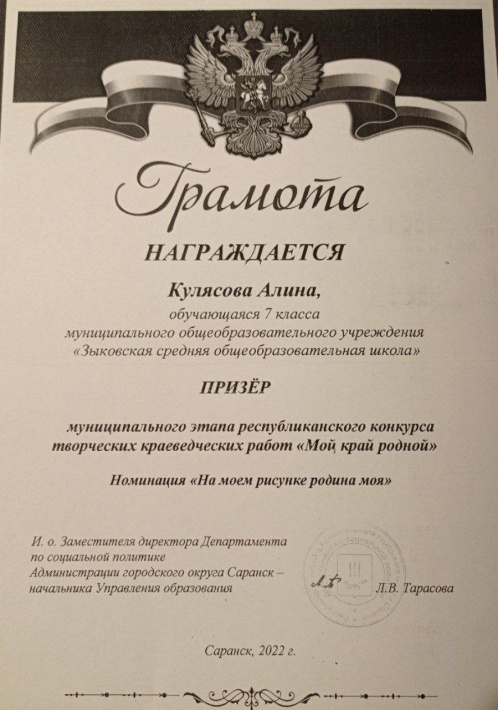 Грамота
НАГРАЖДАЕТСЯ
Кулясова Алина,
обучающаяся 7 класса
муниципального общеобразовательного учреждения
«Зыковская средняя общеобразовательная школа»
ПРИЗЁР
муниципального этапа республиканского конкурса
творческих краеведческих работ «Мой край родной»
Номинация «На моем рисунке родина моя»
И. о. Заместителя директора Департамента
по социальной политике
Администрации городского округа Саранск –
начальника Управления образования
Л.В. Тарасова
Саранск, 2022 г.